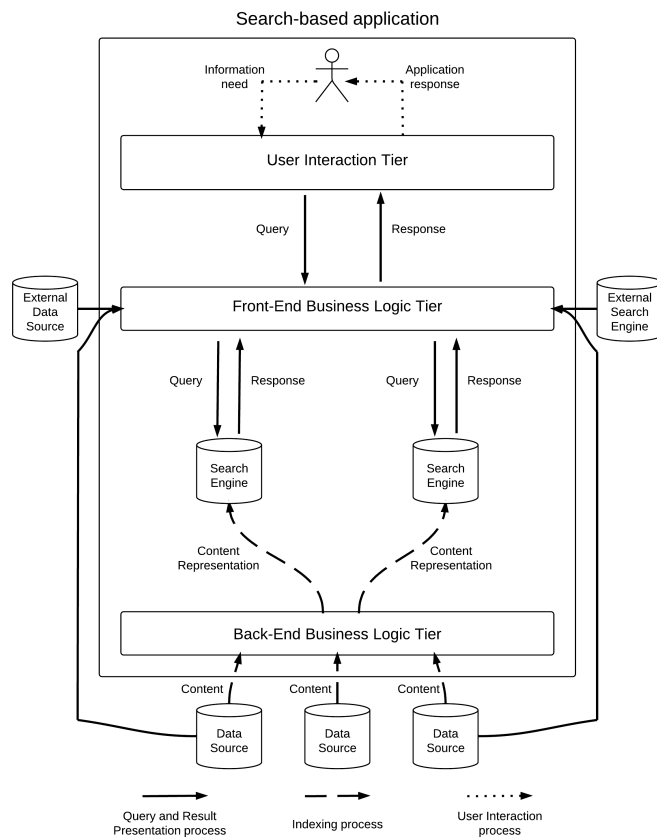 Search-based application
Information
need
Application
response
User Interaction Tier
Query
Response
External
Data
Source
Front-End Business Logic Tier
External
Search
Engine
Query
Response
Query
Response
Search
Engine
Search
Engine
Content
Representation
Content
Representation
Back-End Business Logic Tier
Content
Content
Content
Data
Source
Data
Source
Data
Source
Query and Result
Presentation process
Indexing process
User Interaction
process